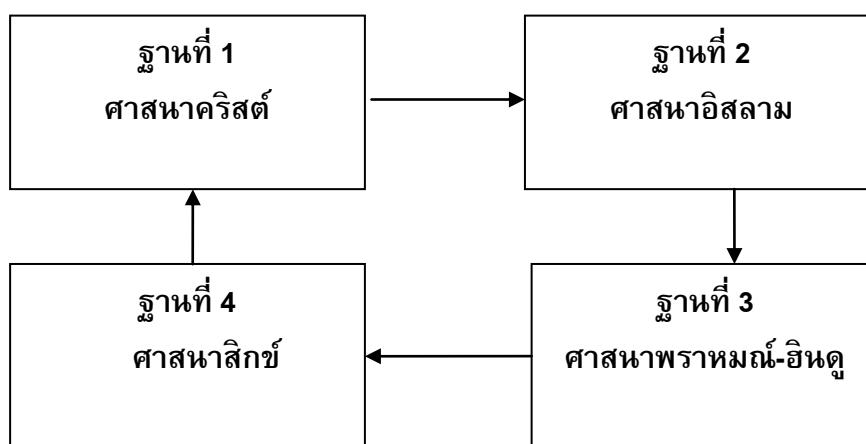 ฐานที่ 1
ศาสนาคริสต์
ฐานที่ 2
ศาสนาอิสลาม
ฐานที่ 4
ศาสนาสิกข์
ฐานที่ 3
ศาสนาพราหมณ์-ฮินดู